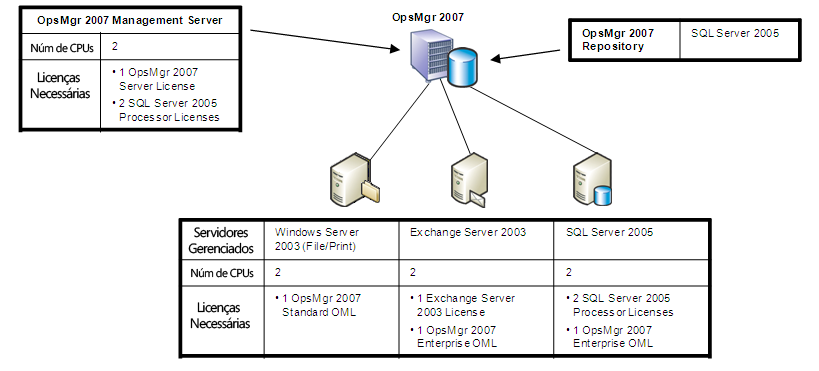 OpsMgr 2007 Management Server
Núm de CPUs
2
Licenças
Necessárias
• 1 OpsMgr 2007
Server License
• 2 SQL Server 2005
Processor Licenses
OpsMgr 2007
OpsMgr 2007
Repository
SQL Server 2005
Servidores
Gerenciados
Windows Server
2003 (File/Print)
Exchange Server 2003
SQL Server 2005
Núm de CPUs
2
2
2
Licenças
Necessárias
• 1 OpsMgr 2007
Standard OML
• 1 Exchange Server
2003 License
• 1 OpsMgr 2007
Enterprise OML
• 2 SQL Server 2005
Processor Licenses
• 1 OpsMgr 2007
Enterprise OML